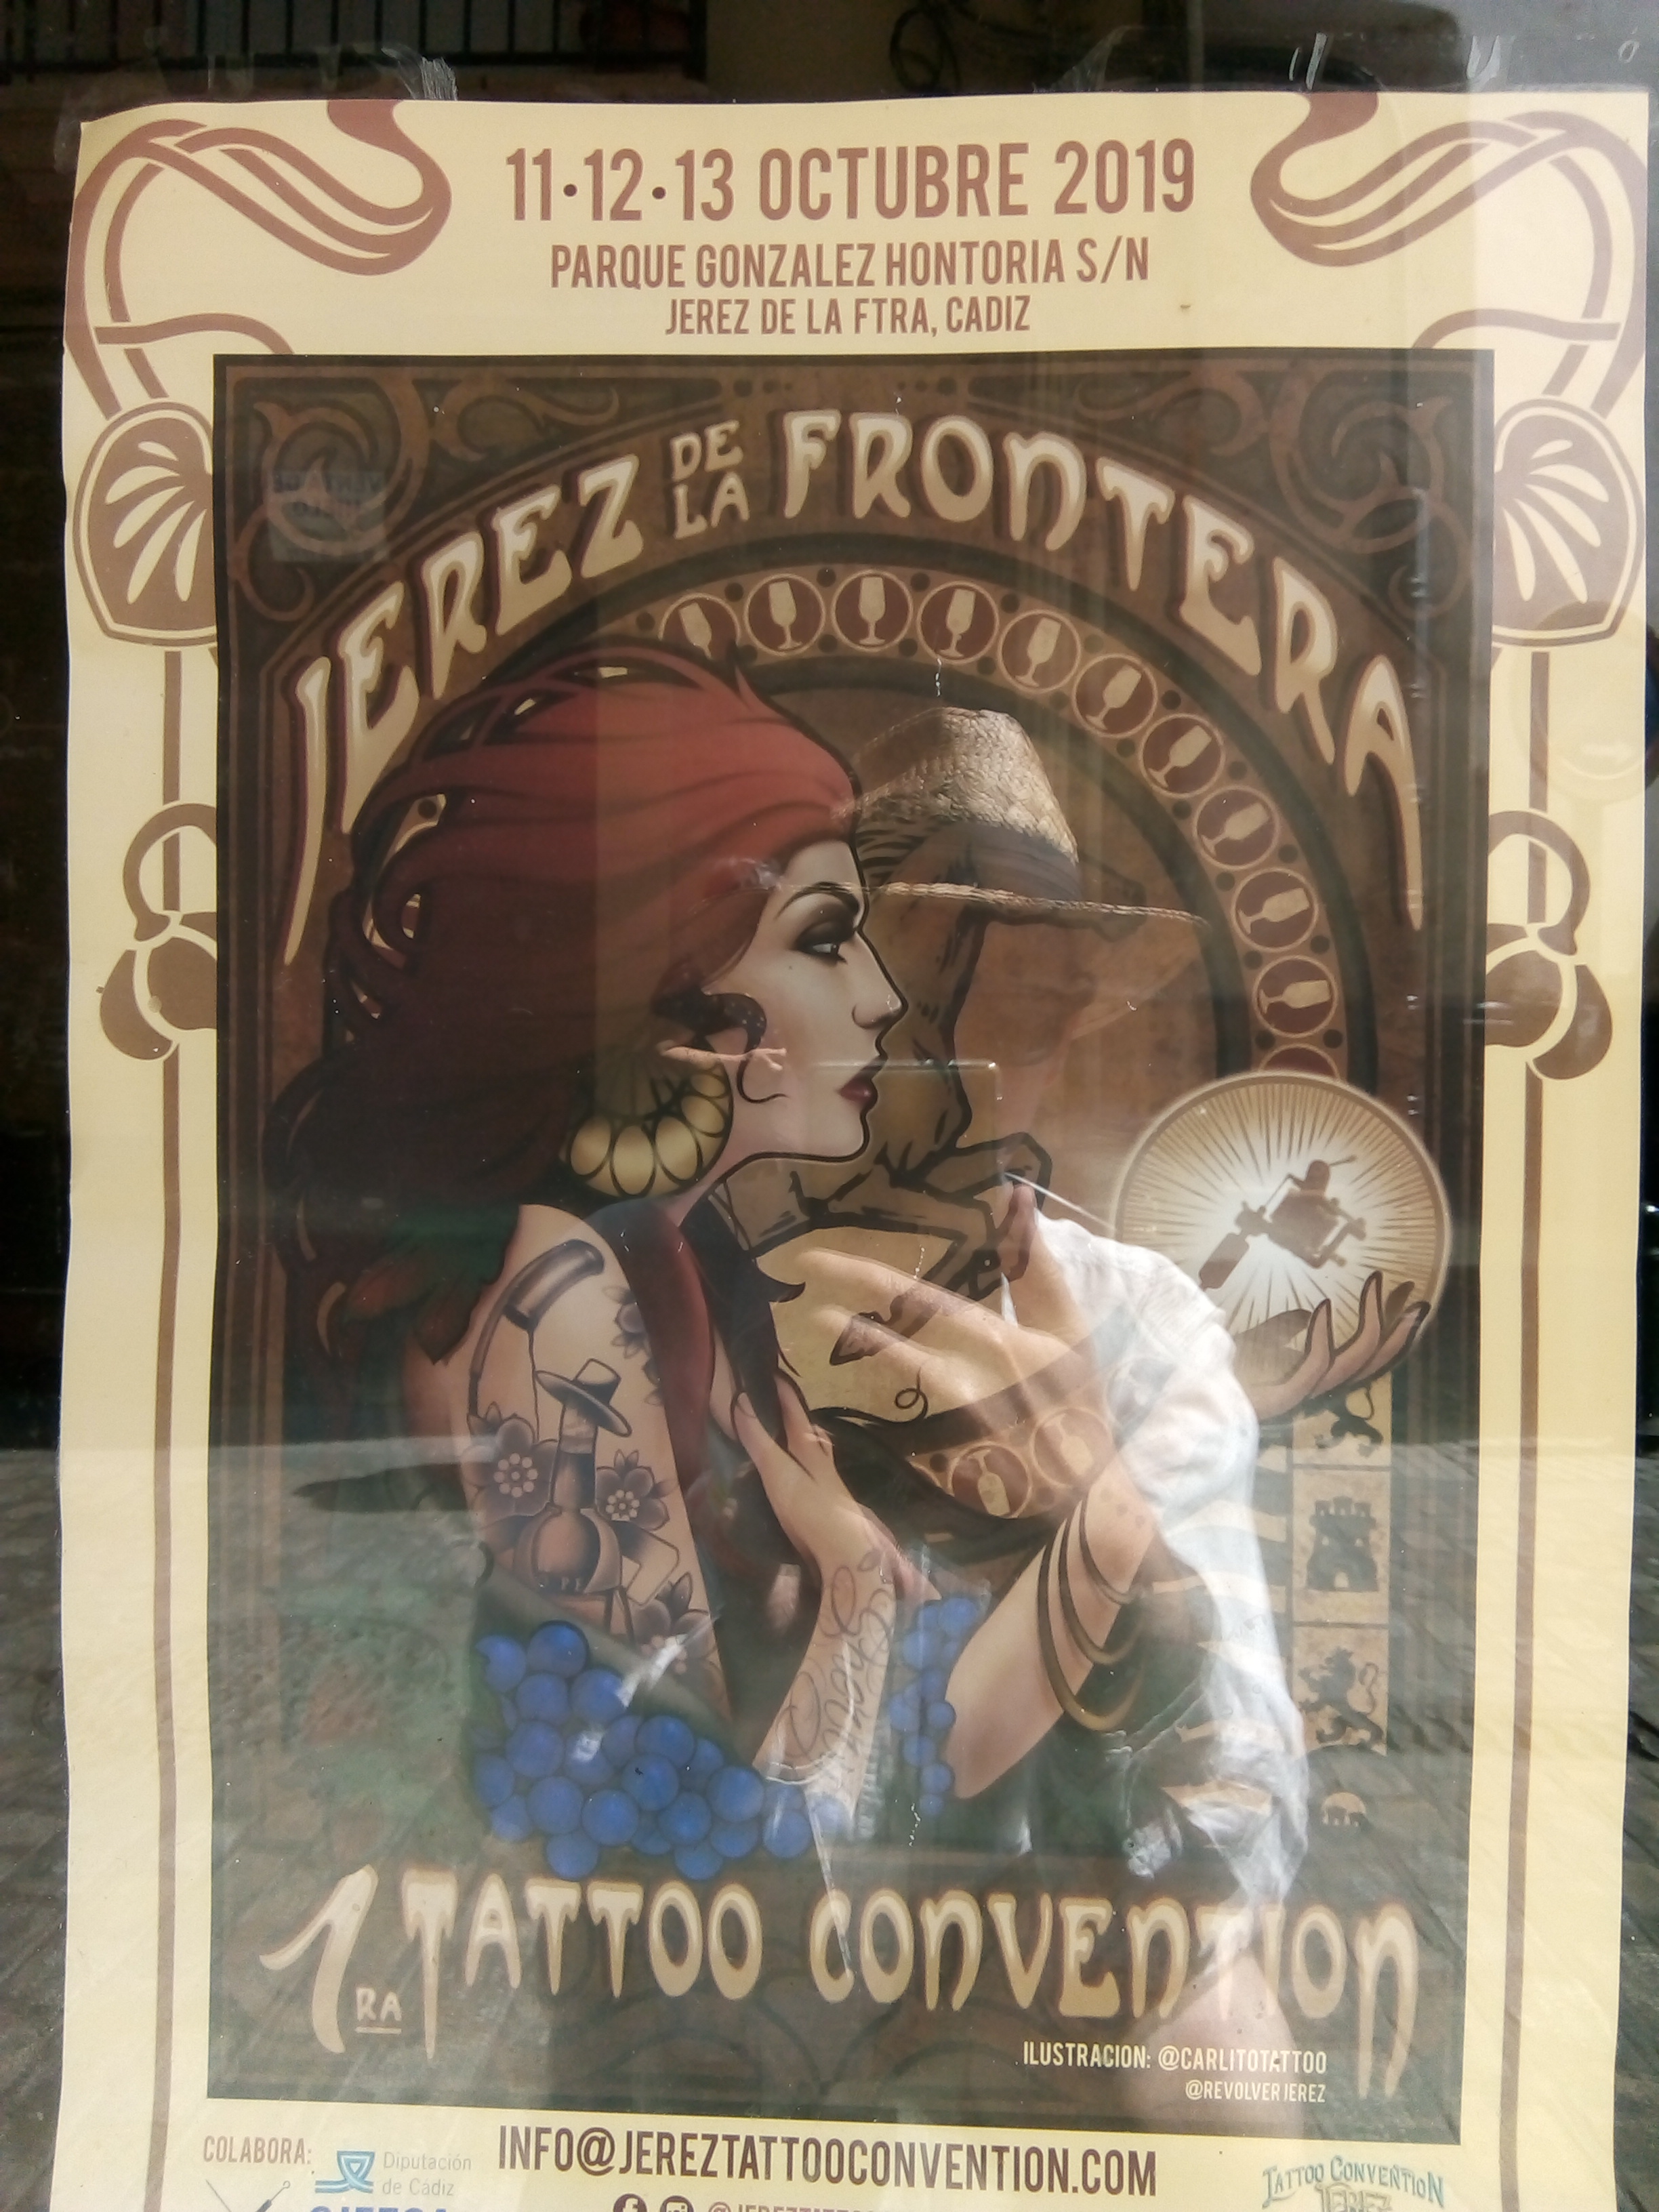 11·12·13 OCTUBRE 2019
PARQUE GONZALEZ HONTORIA S/N
JEREZ DE LA FTRA, CADIZ
JEREZ DE LA FRONTERA
1RA TATTOO CONVENTION
ILUSTRACION: @CARLITOTATTOO
@REVOLVERJEREZ
COLABORA:
Diputación
de Cádiz
INFO@JEREZTATTOOCONVENTION.COM
TATTOO CONVENTION
JEREZ